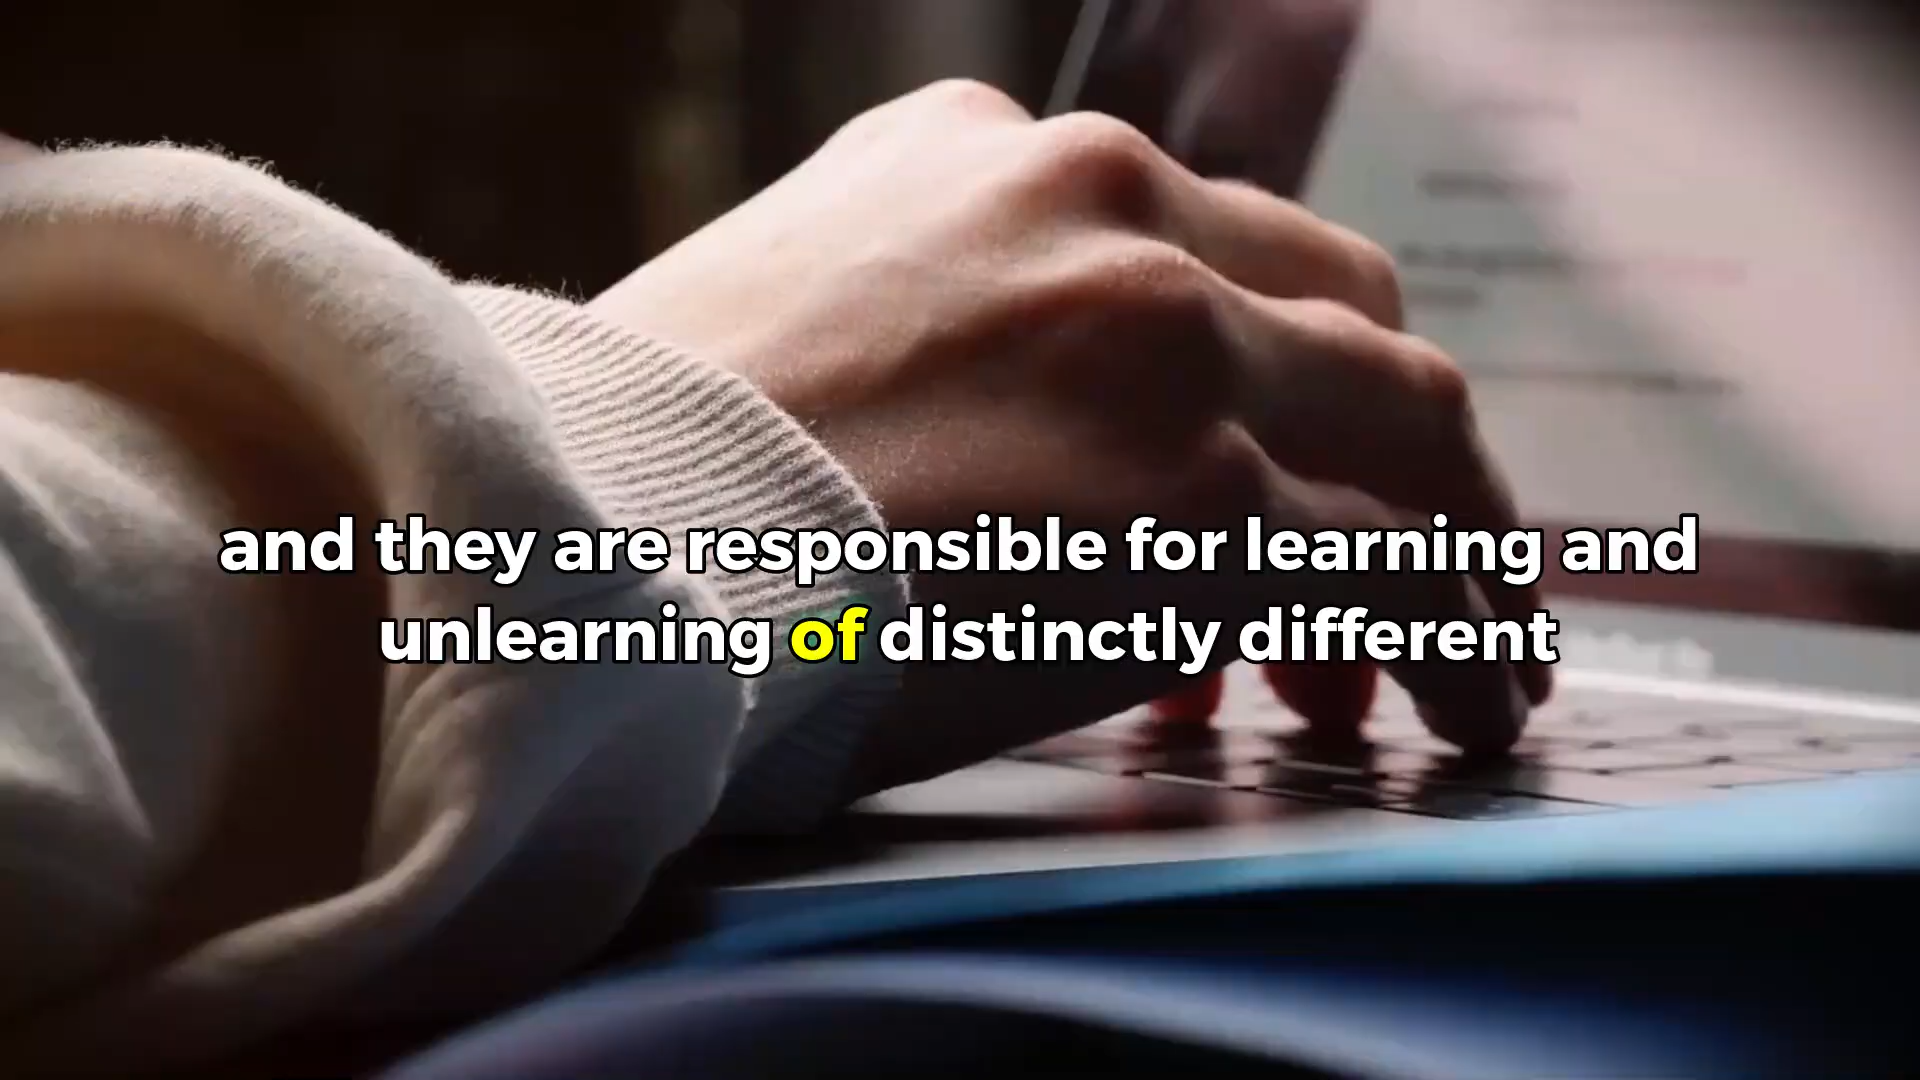 and they are responsible for learning and
unlearning of distinctly different